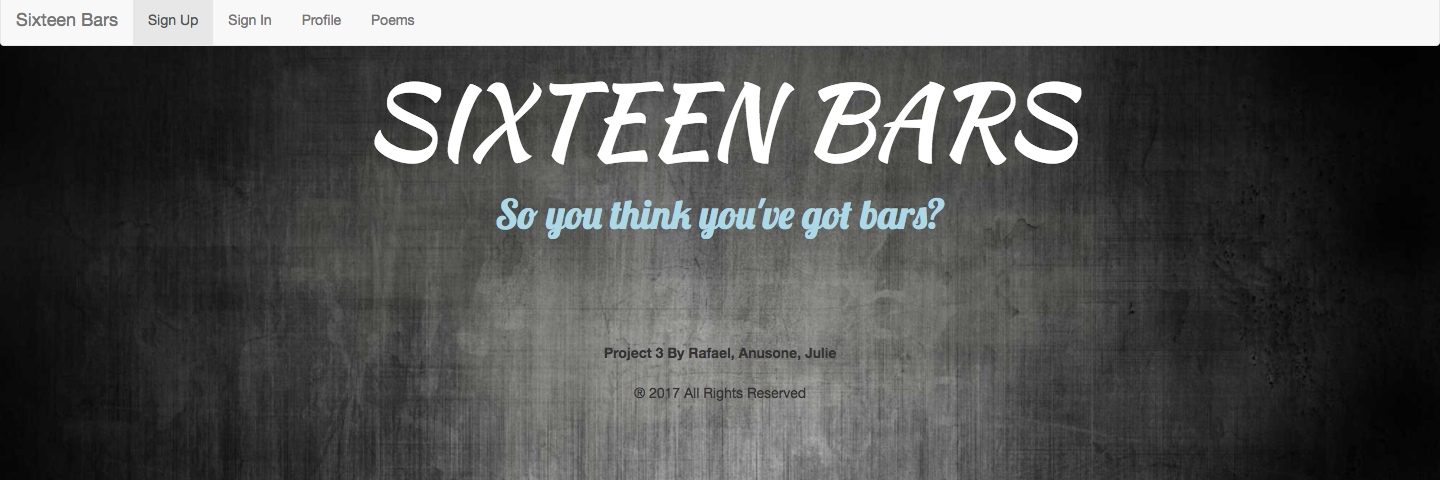 Sixteen Bars Sign Up Sign In Profile Poems
SIXTEEN BARS
So you think you've got bars?
Project 3 By Rafael, Anusone, Julie
® 2017 All Rights Reserved